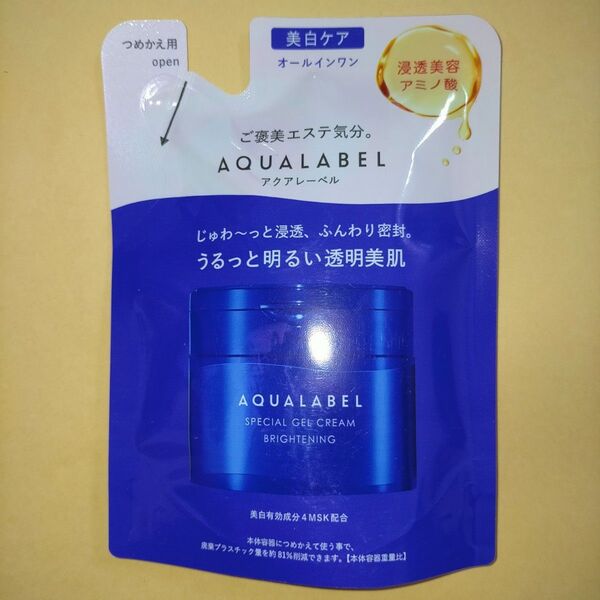 つめかえ用
open
美白ケア
オールインワン
浸透美容
アミノ酸
ご褒美エステ気分。
AQUALABEL
アクアレーベル
じゅわ〜っと浸透、ふんわり密封。
うるっと明るい透明美肌
AQUALABEL
SPECIAL GEL CREAM
BRIGHTENING
美白有効成分4MSK配合
本体容器につめかえて使う事で、
廃棄プラスチック量を約81%削減できます。【本体容器重量比】